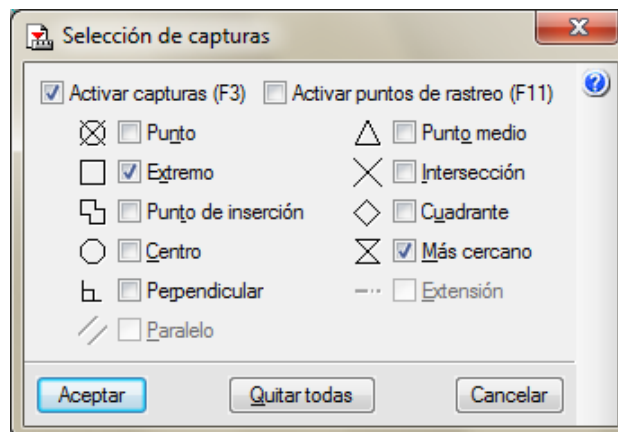 Selección de capturas
Activar capturas (F3) Activar puntos de rastreo (F11)
Punto Punto medio
Extremo Intersección
Punto de inserción Cuadrante
Centro Más cercano
Perpendicular Extensión
Paralelo
Aceptar Quitar todas Cancelar